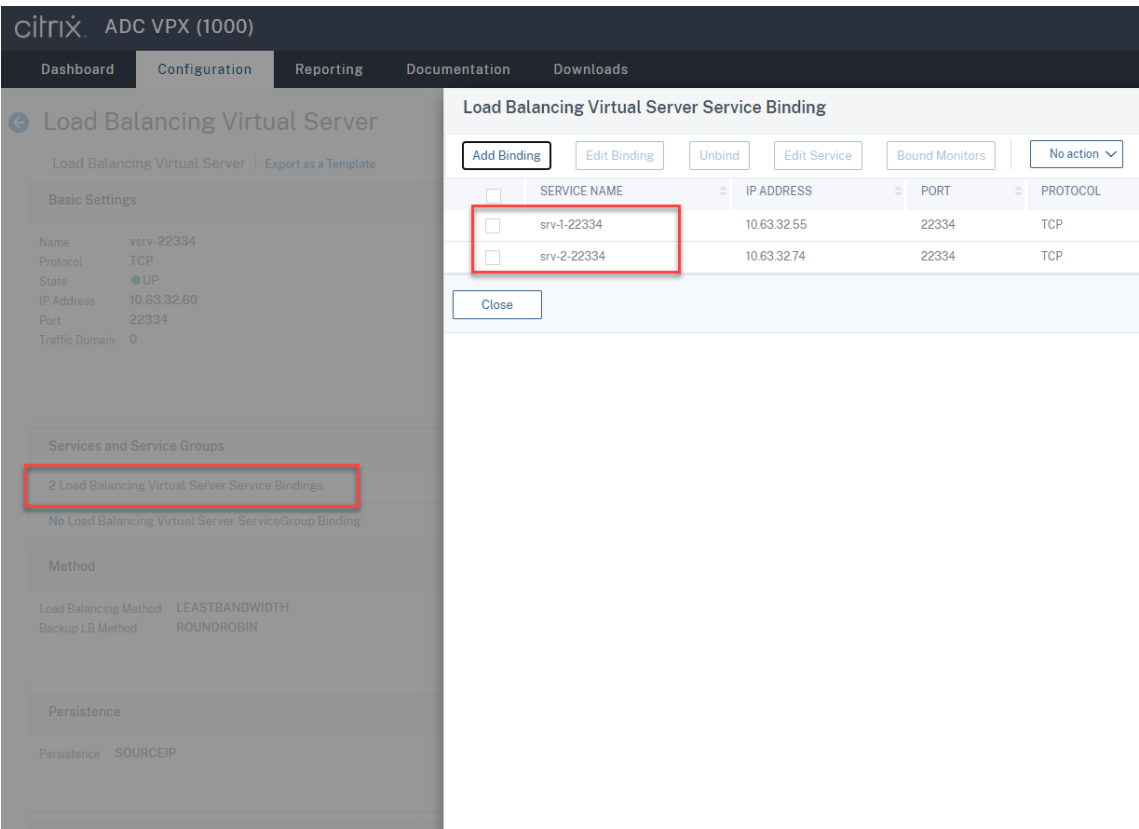 citrix. ADC VPX (1000)
Dashboard Configuration Reporting Documentation Downloads
Load Balancing Virtual Server
Load Balancing Virtual Server | Export as a Template
Basic Settings
Name vsrv-22334
Protocol TCP
State UP
IP Address 10.63.32.60
Port 22334
Traffic Domain 0
Services and Service Groups
2 Load Balancing Virtual Server Service Bindings
No Load Balancing Virtual Server ServiceGroup Binding
Method
Load Balancing Method LEASTBANDWIDTH
Backup LB Method ROUNDROBIN
Persistence
Persistence SOURCEIP
Load Balancing Virtual Server Service Binding
Add Binding Edit Binding Unbind Edit Service Bound Monitors No action
SERVICE NAME IP ADDRESS PORT PROTOCOL
srv-1-22334 10.63.32.55 22334 TCP
srv-2-22334 10.63.32.74 22334 TCP
Close